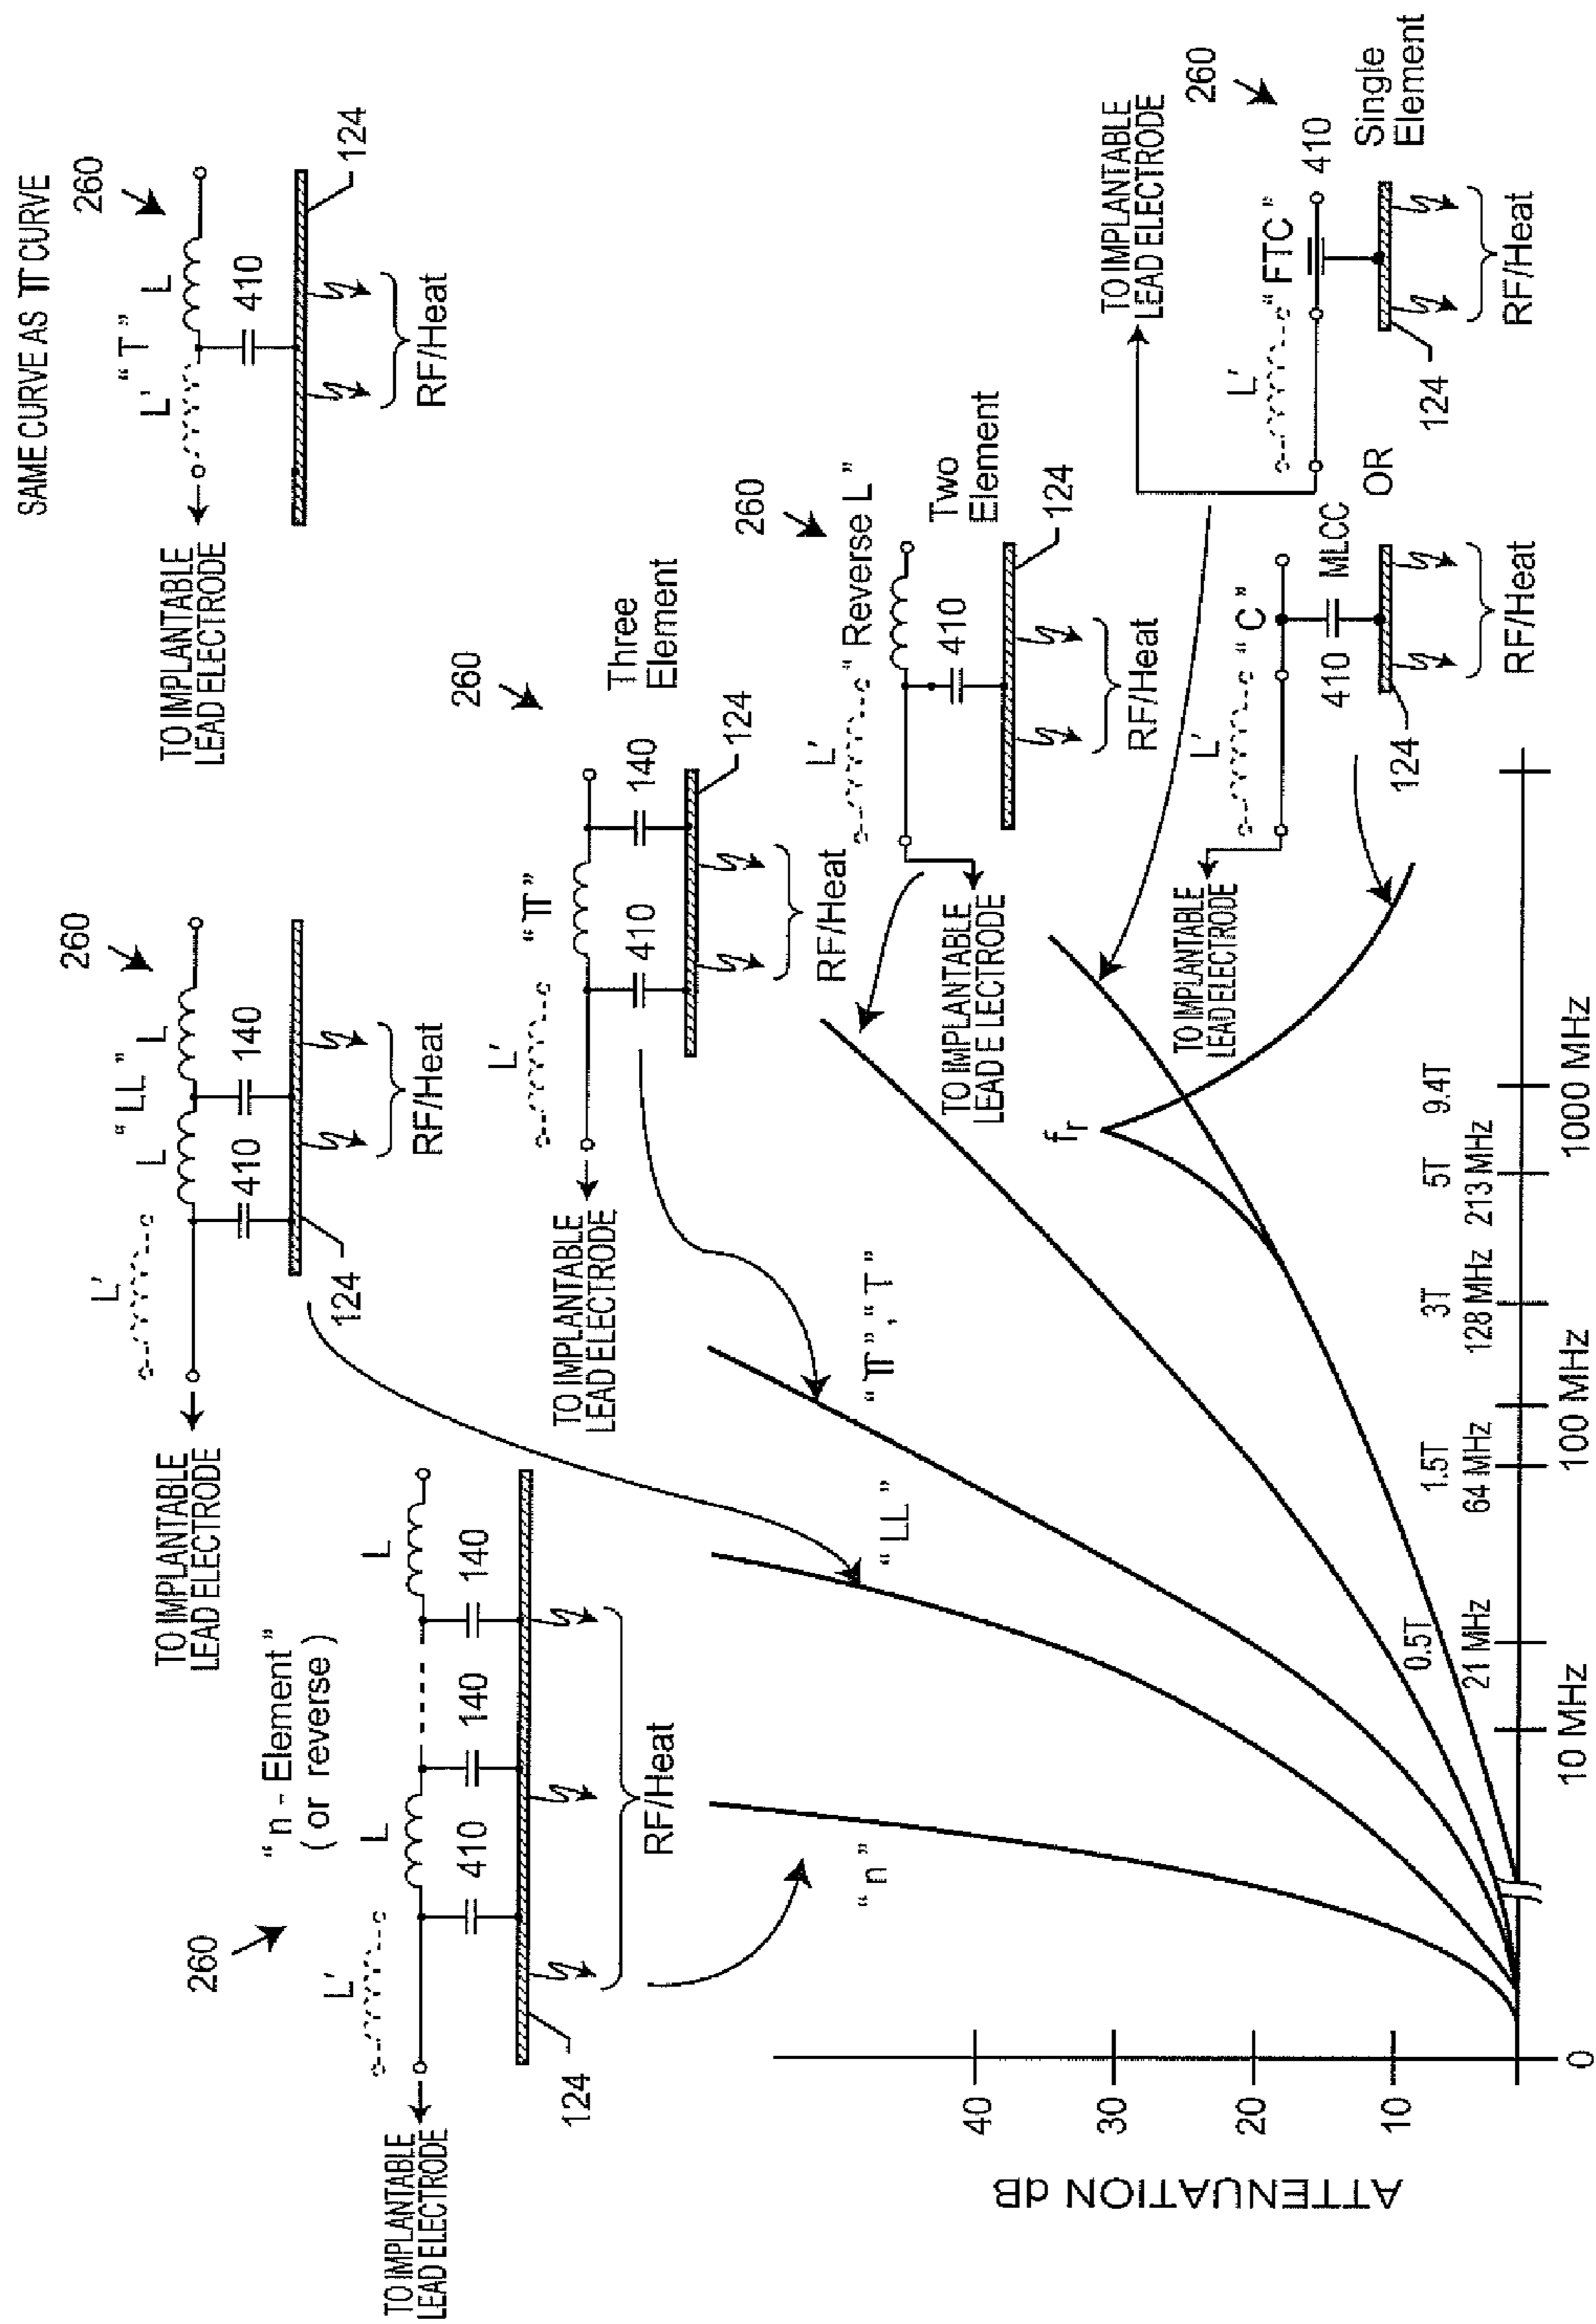 SAME CURVE AS π CURVE
260
"T"
L'
L
410
TO IMPLANTABLE
LEAD ELECTRODE
124
RF/Heat
260
"LL"
L'
L
L
410
140
TO IMPLANTABLE
LEAD ELECTRODE
124
RF/Heat
260
"n - Element"
( or reverse )
L'
L
L
410
140
140
TO IMPLANTABLE
LEAD ELECTRODE
124
RF/Heat
260
"π"
Three
Element
L'
410
140
TO IMPLANTABLE
LEAD ELECTRODE
124
RF/Heat
260
L'
"Reverse L"
Two
Element
410
TO IMPLANTABLE
LEAD E LECTRODE
124
RF/Heat
TO IMPLANTABLE
LEAD ELECTRODE
260
L'
"FTC"
410
Single
Element
124
RF/Heat
OR
L'
"C"
410
MLCC
TO IMPLANTABLE
LEAD ELECTRODE
124
RF/Heat
"n"
"LL"
"π", "T"
fr
ATTENUATION dB
40
30
20
10
0.5T
1.5T
3T
5T
9.4T
21 MHz
64 MHz
128 MHz
213 MHz
0
10 MHz
100 MHz
1000 MHz